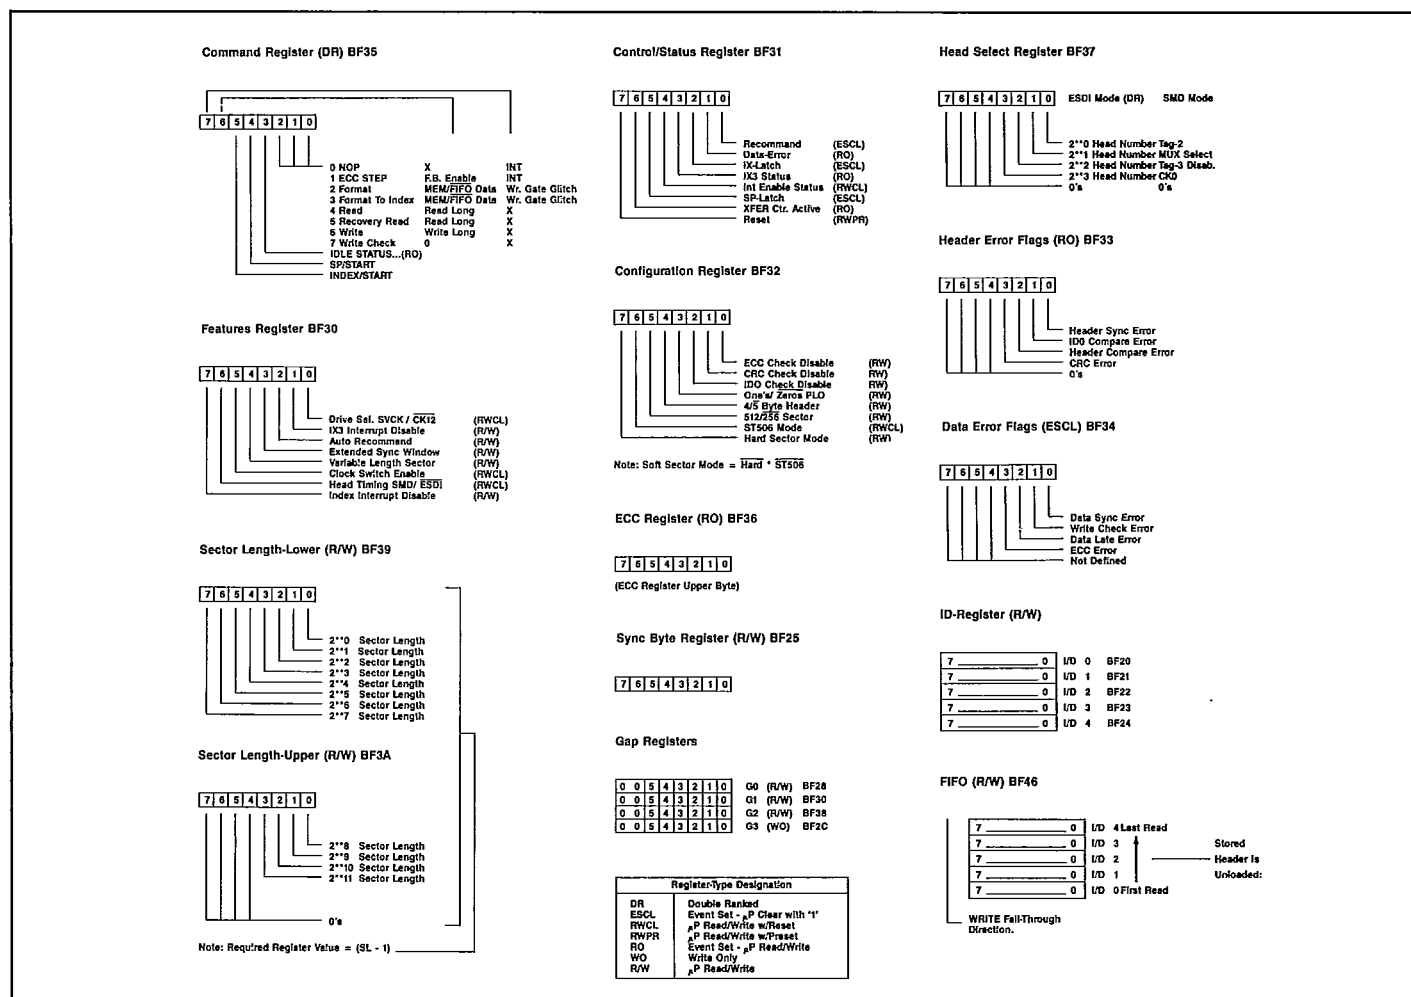 Command Register (DR) BF35
7 6 5 4 3 2 1 0
0 NOP X INT
1 ECC STEP F.B. Enable INT
2 Format MEM/FIFO Data Wr. Gate Glitch
3 Format To Index MEM/FIFO Data Wr. Gate Glitch
4 Read Read Long X
5 Recovery Read Read Long X
6 Write Write Long X
7 Write Check 0 X
IDLE STATUS...(RO)
SP/START
INDEX/START
Features Register BF30
7 6 5 4 3 2 1 0
Drive Sel. SVCK / CK12 (RWCL)
IX3 Interrupt Disable (R/W)
Auto Recommand (R/W)
Extended Sync Window (R/W)
Variable Length Sector (R/W)
Clock Switch Enable (RWCL)
Head Timing SMD/ ESDI (RWCL)
Index Interrupt Disable (R/W)
Sector Length-Lower (R/W) BF39
7 6 5 4 3 2 1 0
2**0 Sector Length
2**1 Sector Length
2**2 Sector Length
2**3 Sector Length
2**4 Sector Length
2**5 Sector Length
2**6 Sector Length
2**7 Sector Length
Sector Length-Upper (R/W) BF3A
7 6 5 4 3 2 1 0
2**8 Sector Length
2**9 Sector Length
2**10 Sector Length
2**11 Sector Length
0's
Note: Required Register Value = (SL - 1)
Control/Status Register BF31
7 6 5 4 3 2 1 0
Recommand (ESCL)
Data-Error (RO)
IX-Latch (ESCL)
IX3 Status (RO)
Int Enable Status (RWCL)
SP-Latch (ESCL)
XFER Ctr. Active (RO)
Reset (RWPR)
Configuration Register BF32
7 6 5 4 3 2 1 0
ECC Check Disable (RW)
CRC Check Disable (RW)
IDO Check Disable (RW)
One's/ Zeros PLO (RW)
4/5 Byte Header (RW)
512/256 Sector (RW)
ST506 Mode (RWCL)
Hard Sector Mode (RW)
Note: Soft Sector Mode = Hard * ST506
ECC Register (RO) BF36
7 6 5 4 3 2 1 0
(ECC Register Upper Byte)
Sync Byte Register (R/W) BF25
7 6 5 4 3 2 1 0
Gap Registers
0 0 5 4 3 2 1 0 G0 (R/W) BF28
0 0 5 4 3 2 1 0 G1 (R/W) BF30
0 0 5 4 3 2 1 0 G2 (R/W) BF38
0 0 5 4 3 2 1 0 G3 (WO) BF2C
Register-Type Designation
DR Double Ranked
ESCL Event Set - µP Clear with '1'
RWCL µP Read/Write w/Reset
RWPR µP Read/Write w/Preset
RO Event Set - µP Read/Write
WO Write Only
R/W µP Read/Write
Head Select Register BF37
7 6 5 4 3 2 1 0 ESDI Mode (DR) SMD Mode
2**0 Head Number Tag-2
2**1 Head Number MUX Select
2**2 Head Number Tag-3 Disab.
2**3 Head Number CK0
0's 0's
Header Error Flags (RO) BF33
7 6 5 4 3 2 1 0
Header Sync Error
ID0 Compare Error
Header Compare Error
CRC Error
0's
Data Error Flags (ESCL) BF34
7 6 5 4 3 2 1 0
Data Sync Error
Write Check Error
Data Late Error
ECC Error
Not Defined
ID-Register (R/W)
7 0 I/D 0 BF20
7 0 I/D 1 BF21
7 0 I/D 2 BF22
7 0 I/D 3 BF23
7 0 I/D 4 BF24
FIFO (R/W) BF46
7 0 I/D 4 Last Read
7 0 I/D 3 Stored
7 0 I/D 2 Header Is
7 0 I/D 1 Unloaded:
7 0 I/D 0 First Read
WRITE Fall-Through
Direction.